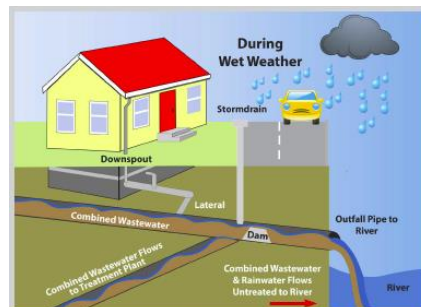 During
Wet Weather
Stormdrain
Downspout
Lateral
Combined Wastewater
Outfall Pipe to
River
Dam
Combined Wastewater Flows
to Treatment Plant
Combined Wastewater
& Rainwater Flows
Untreated to River
River